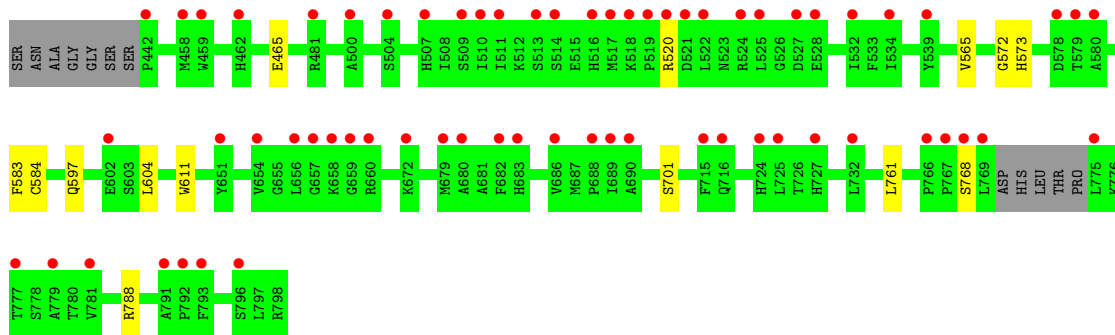 SER ASN ALA GLY GLY SER SER P442 M458 W459 H462 E465 R481 A500 S504 H507 I508 S509 I510 I511 K512 S513 S514 E515 H516 M517 K518 P519 R520 D521 L522 N523 R524 L525 G526 D527 E528 I532 F533 I534 Y539 V565 G572 H573 D578 T579 A580
F583 C584 Q597 E602 S603 L604 W611 Y651 V654 G655 L656 G657 K658 G659 R660 K672 M679 A680 A681 F682 H683 V686 M687 P688 I689 A690 S701 F715 Q716 H724 L725 T726 H727 L732 P766 P767 S768 L769 ASP HIS LEU THR PRO L775 K776
T777 S778 A779 T780 V781 R788 A791 P792 F793 S796 L797 R798